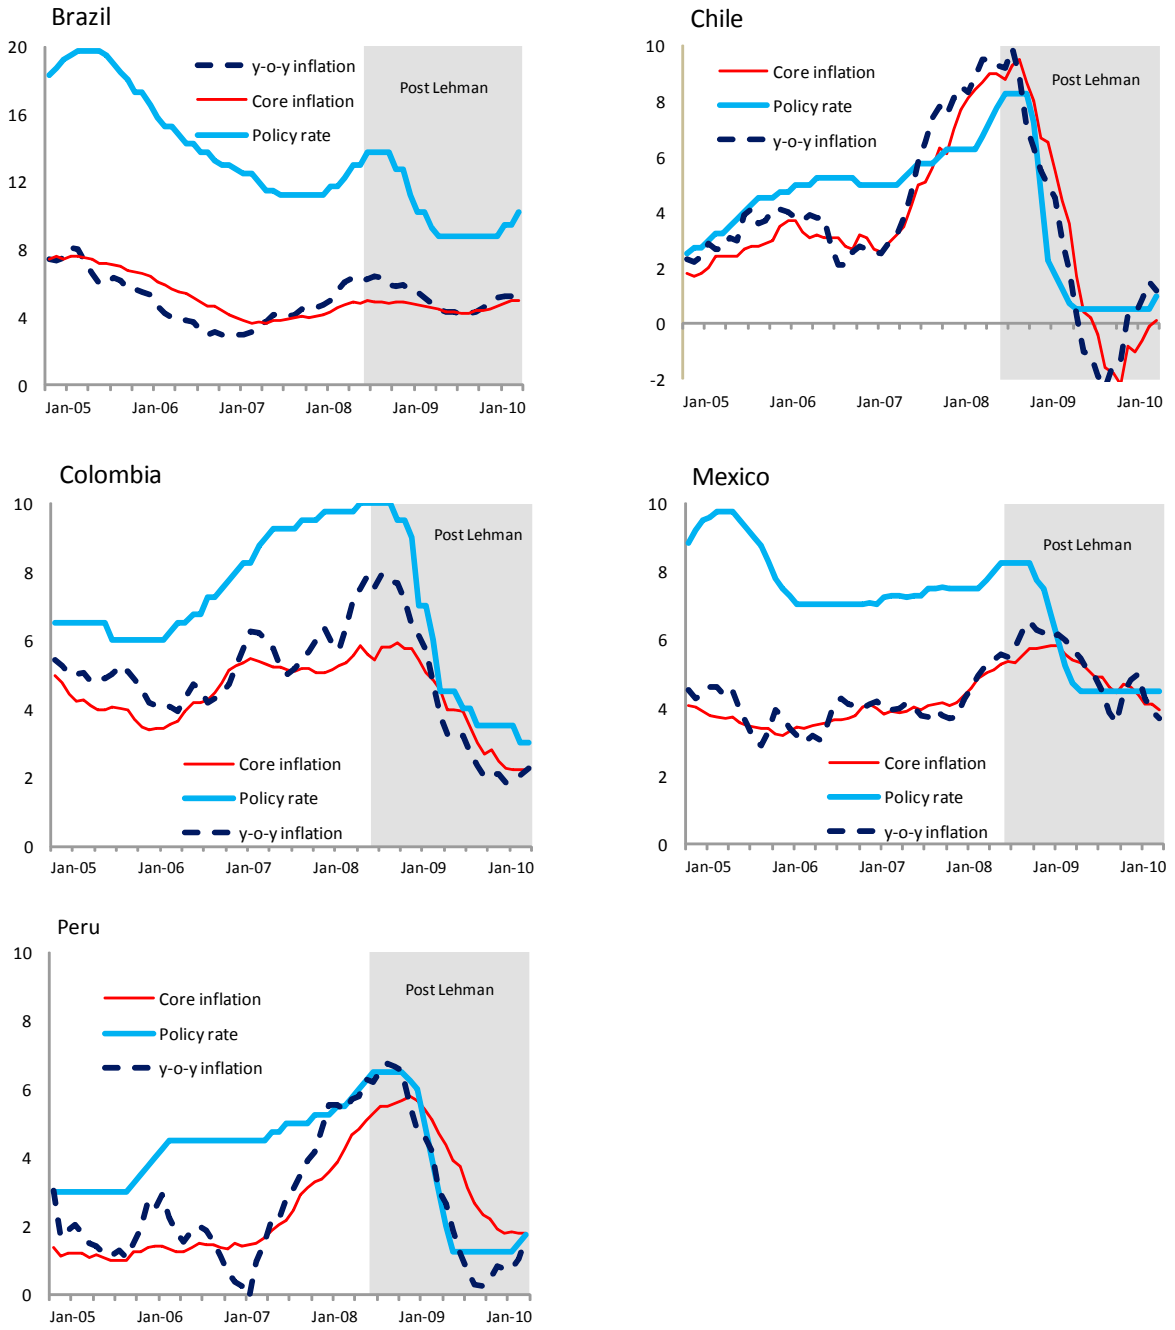 Brazil
20
16
12
8
4
0
y-o-y inflation
Core inflation
Policy rate
Post Lehman
Jan-05 Jan-06 Jan-07 Jan-08 Jan-09 Jan-10
Chile
10
8
6
4
2
0
-2
Core inflation
Policy rate
y-o-y inflation
Post Lehman
Jan-05 Jan-06 Jan-07 Jan-08 Jan-09 Jan-10
Colombia
10
8
6
4
2
0
Post Lehman
Core inflation
Policy rate
y-o-y inflation
Jan-05 Jan-06 Jan-07 Jan-08 Jan-09 Jan-10
Mexico
10
8
6
4
2
0
Post Lehman
Core inflation
Policy rate
y-o-y inflation
Jan-05 Jan-06 Jan-07 Jan-08 Jan-09 Jan-10
Peru
10
8
6
4
2
0
Core inflation
Policy rate
y-o-y inflation
Post Lehman
Jan-05 Jan-06 Jan-07 Jan-08 Jan-09 Jan-10